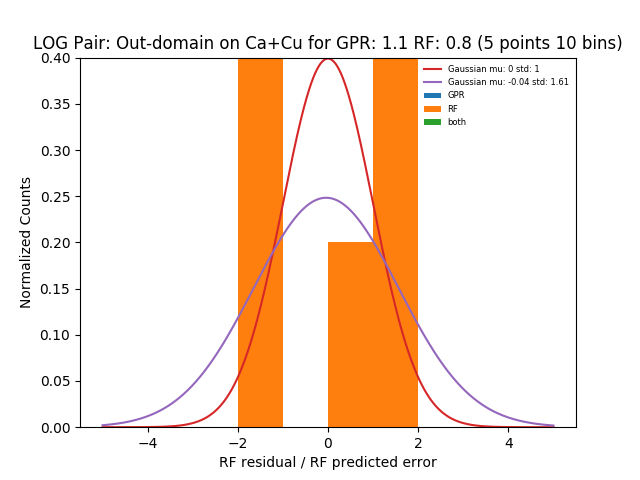 LOG Pair: Out-domain on Ca+Cu for GPR: 1.1 RF: 0.8 (5 points 10 bins)
0.40
0.35
0.30
0.25
0.20
0.15
0.10
0.05
0.00
Normalized Counts
Gaussian mu: 0 std: 1
Gaussian mu: -0.04 std: 1.61
GPR
RF
both
−4 −2 0 2 4
RF residual / RF predicted error